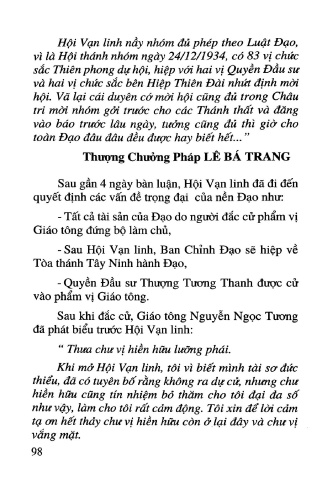 Hội Vạn linh nầy nhóm đủ phép theo Luật Đạo,
vì là Hội thánh nhóm ngày 24/12/1934, có 83 vị chức
sắc Thiên phong dự hội, hiệp với hai vị Quyền Đầu sư
và hai vị chức sắc bên Hiệp Thiên Đài nhứt định mời
hội. Vã lại cái duyên cớ mời hội cũng đủ trong Châu
tri mời nhóm gởi trước cho các Thánh thất và đăng
vào báo trước lâu ngày, tưởng cũng đủ thì giờ cho
toàn Đạo đâu đâu đều được hay biết hết..."
Thượng Chưởng Pháp LÊ BÁ TRANG
Sau gần 4 ngày bàn luận, Hội Vạn linh đã đi đến
quyết định các vấn đề trọng đại của nền Đạo như:
- Tất cả tài sản của Đạo do người đắc cử phẩm vị
Giáo tông đứng bộ làm chủ,
- Sau Hội Vạn linh, Ban Chỉnh Đạo sẽ hiệp về
Tòa thánh Tây Ninh hành Đạo,
- Quyền Đầu sư Thượng Tương Thanh được cử
vào phẩm vị Giáo tông.
Sau khi đắc cử, Giáo tông Nguyễn Ngọc Tương
đã phát biểu trước Hội Vạn linh:
" Thưa chư vị hiền hữu lưỡng phái.
Khi mở Hội Vạn linh, tôi vì biết mình tài sơ đức
thiểu, đã có tuyên bố rằng không ra dự cử, nhưng chư
hiền hữu cũng tín nhiệm bỏ thăm cho tôi đại đa số
như vậy, làm cho tôi rất cảm động. Tôi xin để lời cảm
tạ ơn hết thảy chư vị hiền hữu còn ở lại đây và chư vị
vắng mặt.
98